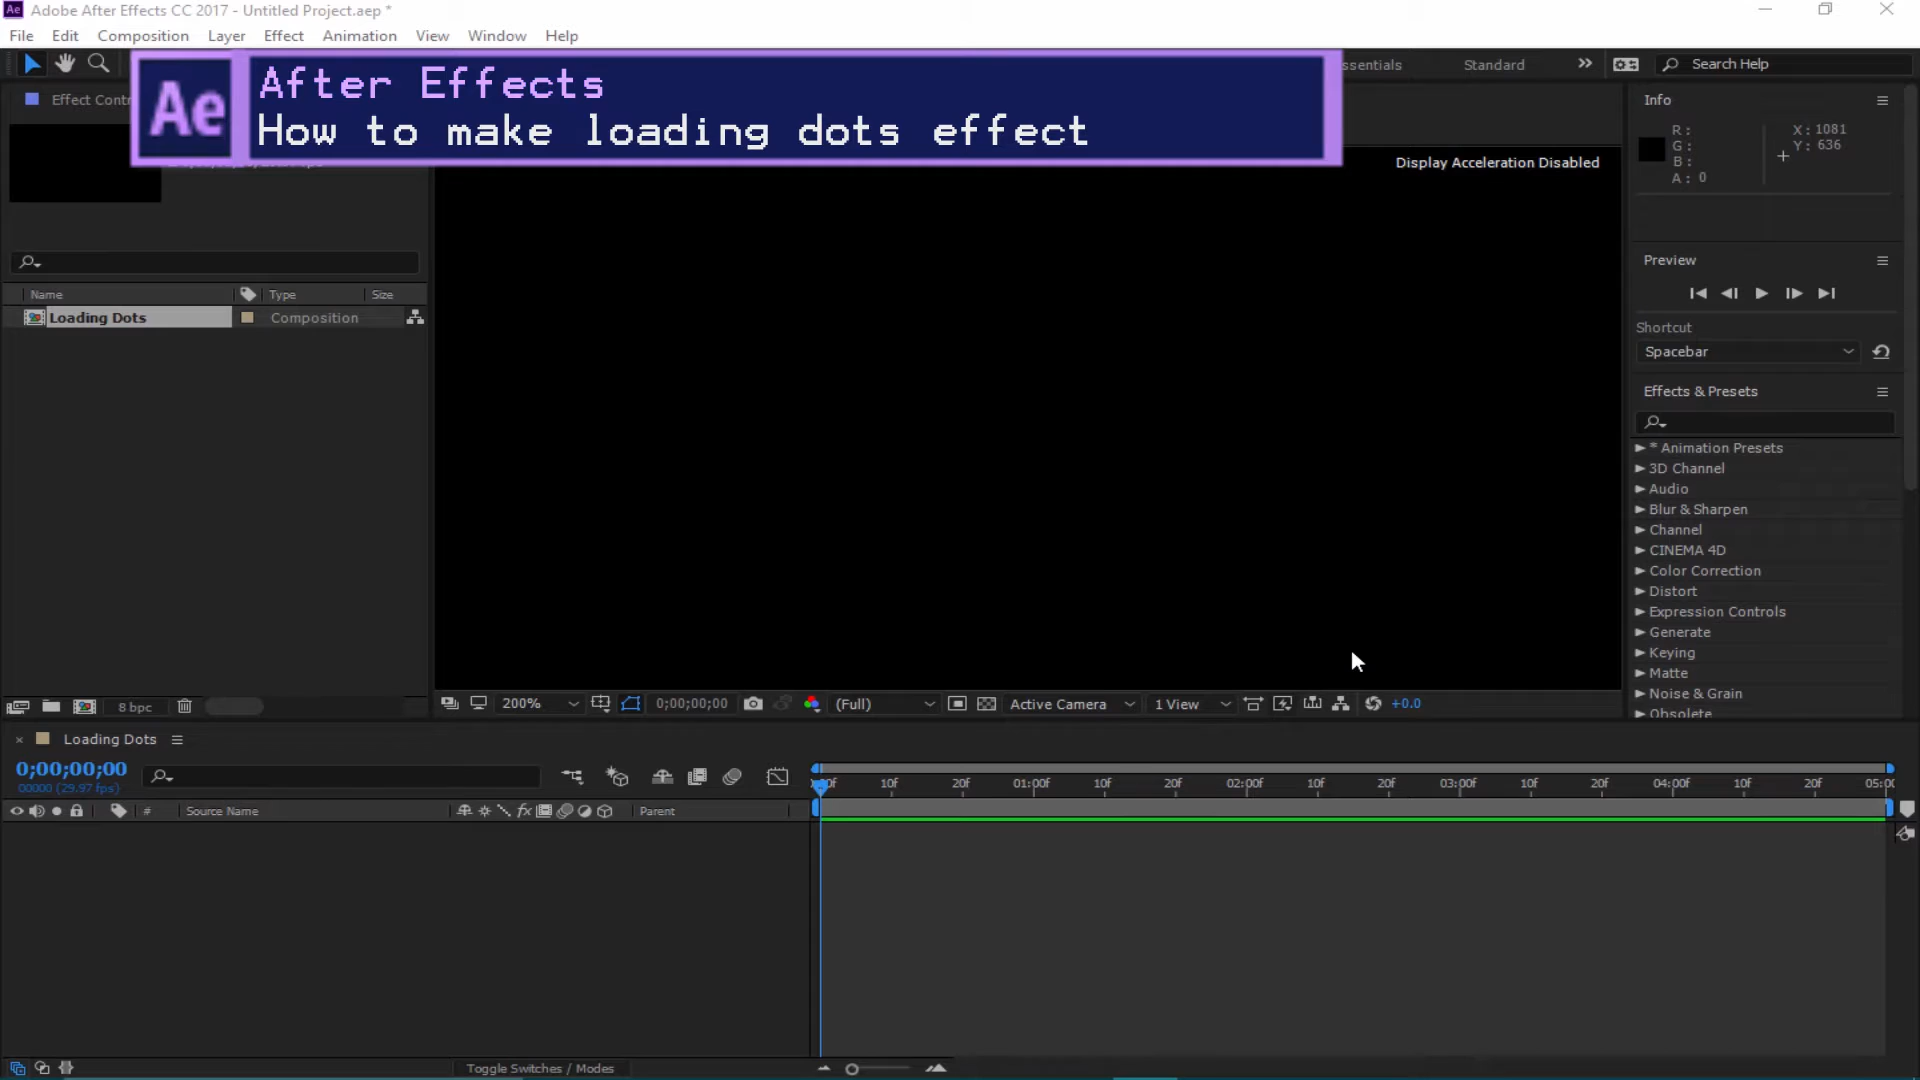 Ae Adobe After Effects CC 2017 - Untitled Project.aep *
File Edit Composition Layer Effect Animation View Window Help
Ae
After Effects
How to make loading dots effect
ssentials Standard Search Help
Effect Contr
Display Acceleration Disabled
Info
R:
G:
B:
A: 0
X: 1081
Y: 636
Preview
Shortcut
Spacebar
Effects & Presets
* Animation Presets
3D Channel
Audio
Blur & Sharpen
Channel
CINEMA 4D
Color Correction
Distort
Expression Controls
Generate
Keying
Matte
Noise & Grain
Obsolete
Name Type Size
Loading Dots Composition
8 bpc
200% 0;00;00;00 (Full) Active Camera 1 View +0.0
Loading Dots
0;00;00;00
00000 (29.97 fps)
# Source Name fx Parent
0f 10f 20f 01:00f 10f 20f 02:00f 10f 20f 03:00f 10f 20f 04:00f 10f 20f 05:00
Toggle Switches / Modes